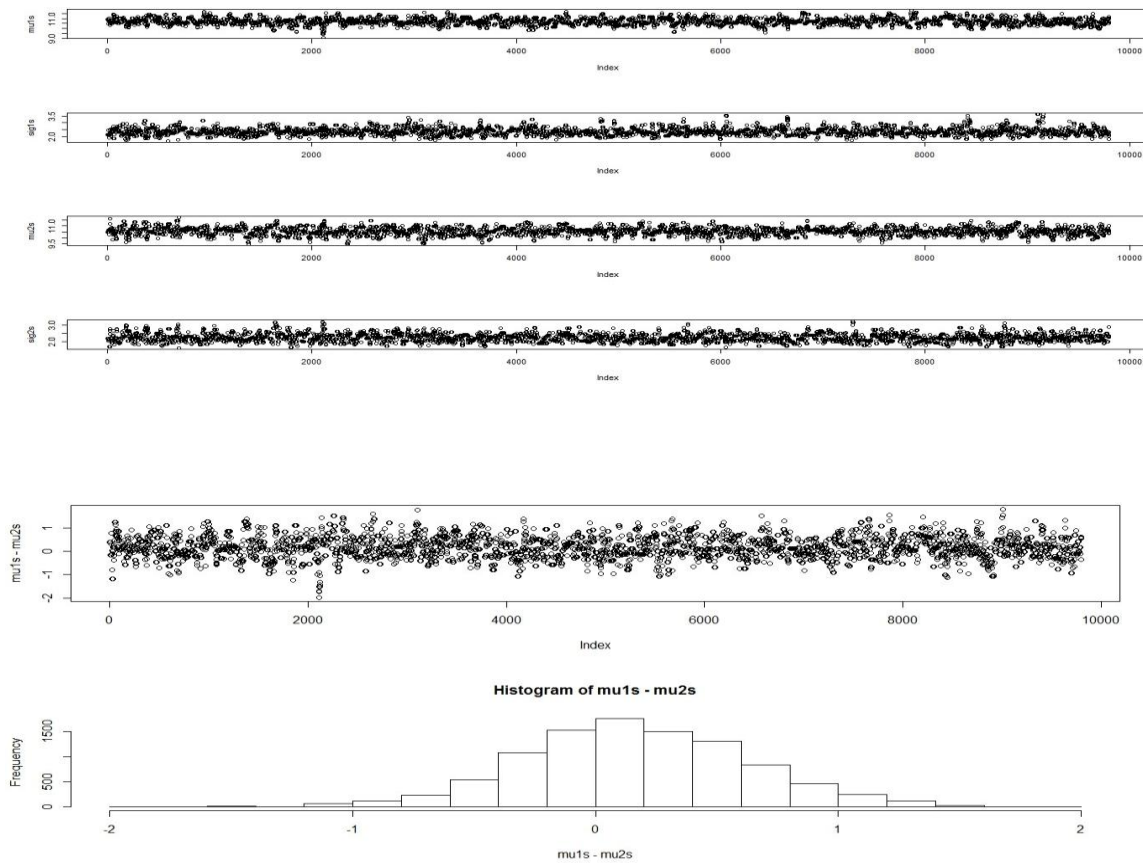 mu1s
9.0 11.0
0 2000 4000 6000 8000 10000
Index
sig1s
2.0 3.5
0 2000 4000 6000 8000 10000
Index
mu2s
9.5 11.0
0 2000 4000 6000 8000 10000
Index
sig2s
2.0 3.0
0 2000 4000 6000 8000 10000
Index
mu1s - mu2s
-2 -1 0 1
0 2000 4000 6000 8000 10000
Index
Histogram of mu1s - mu2s
Frequency
0 500 1500
-2 -1 0 1 2
mu1s - mu2s